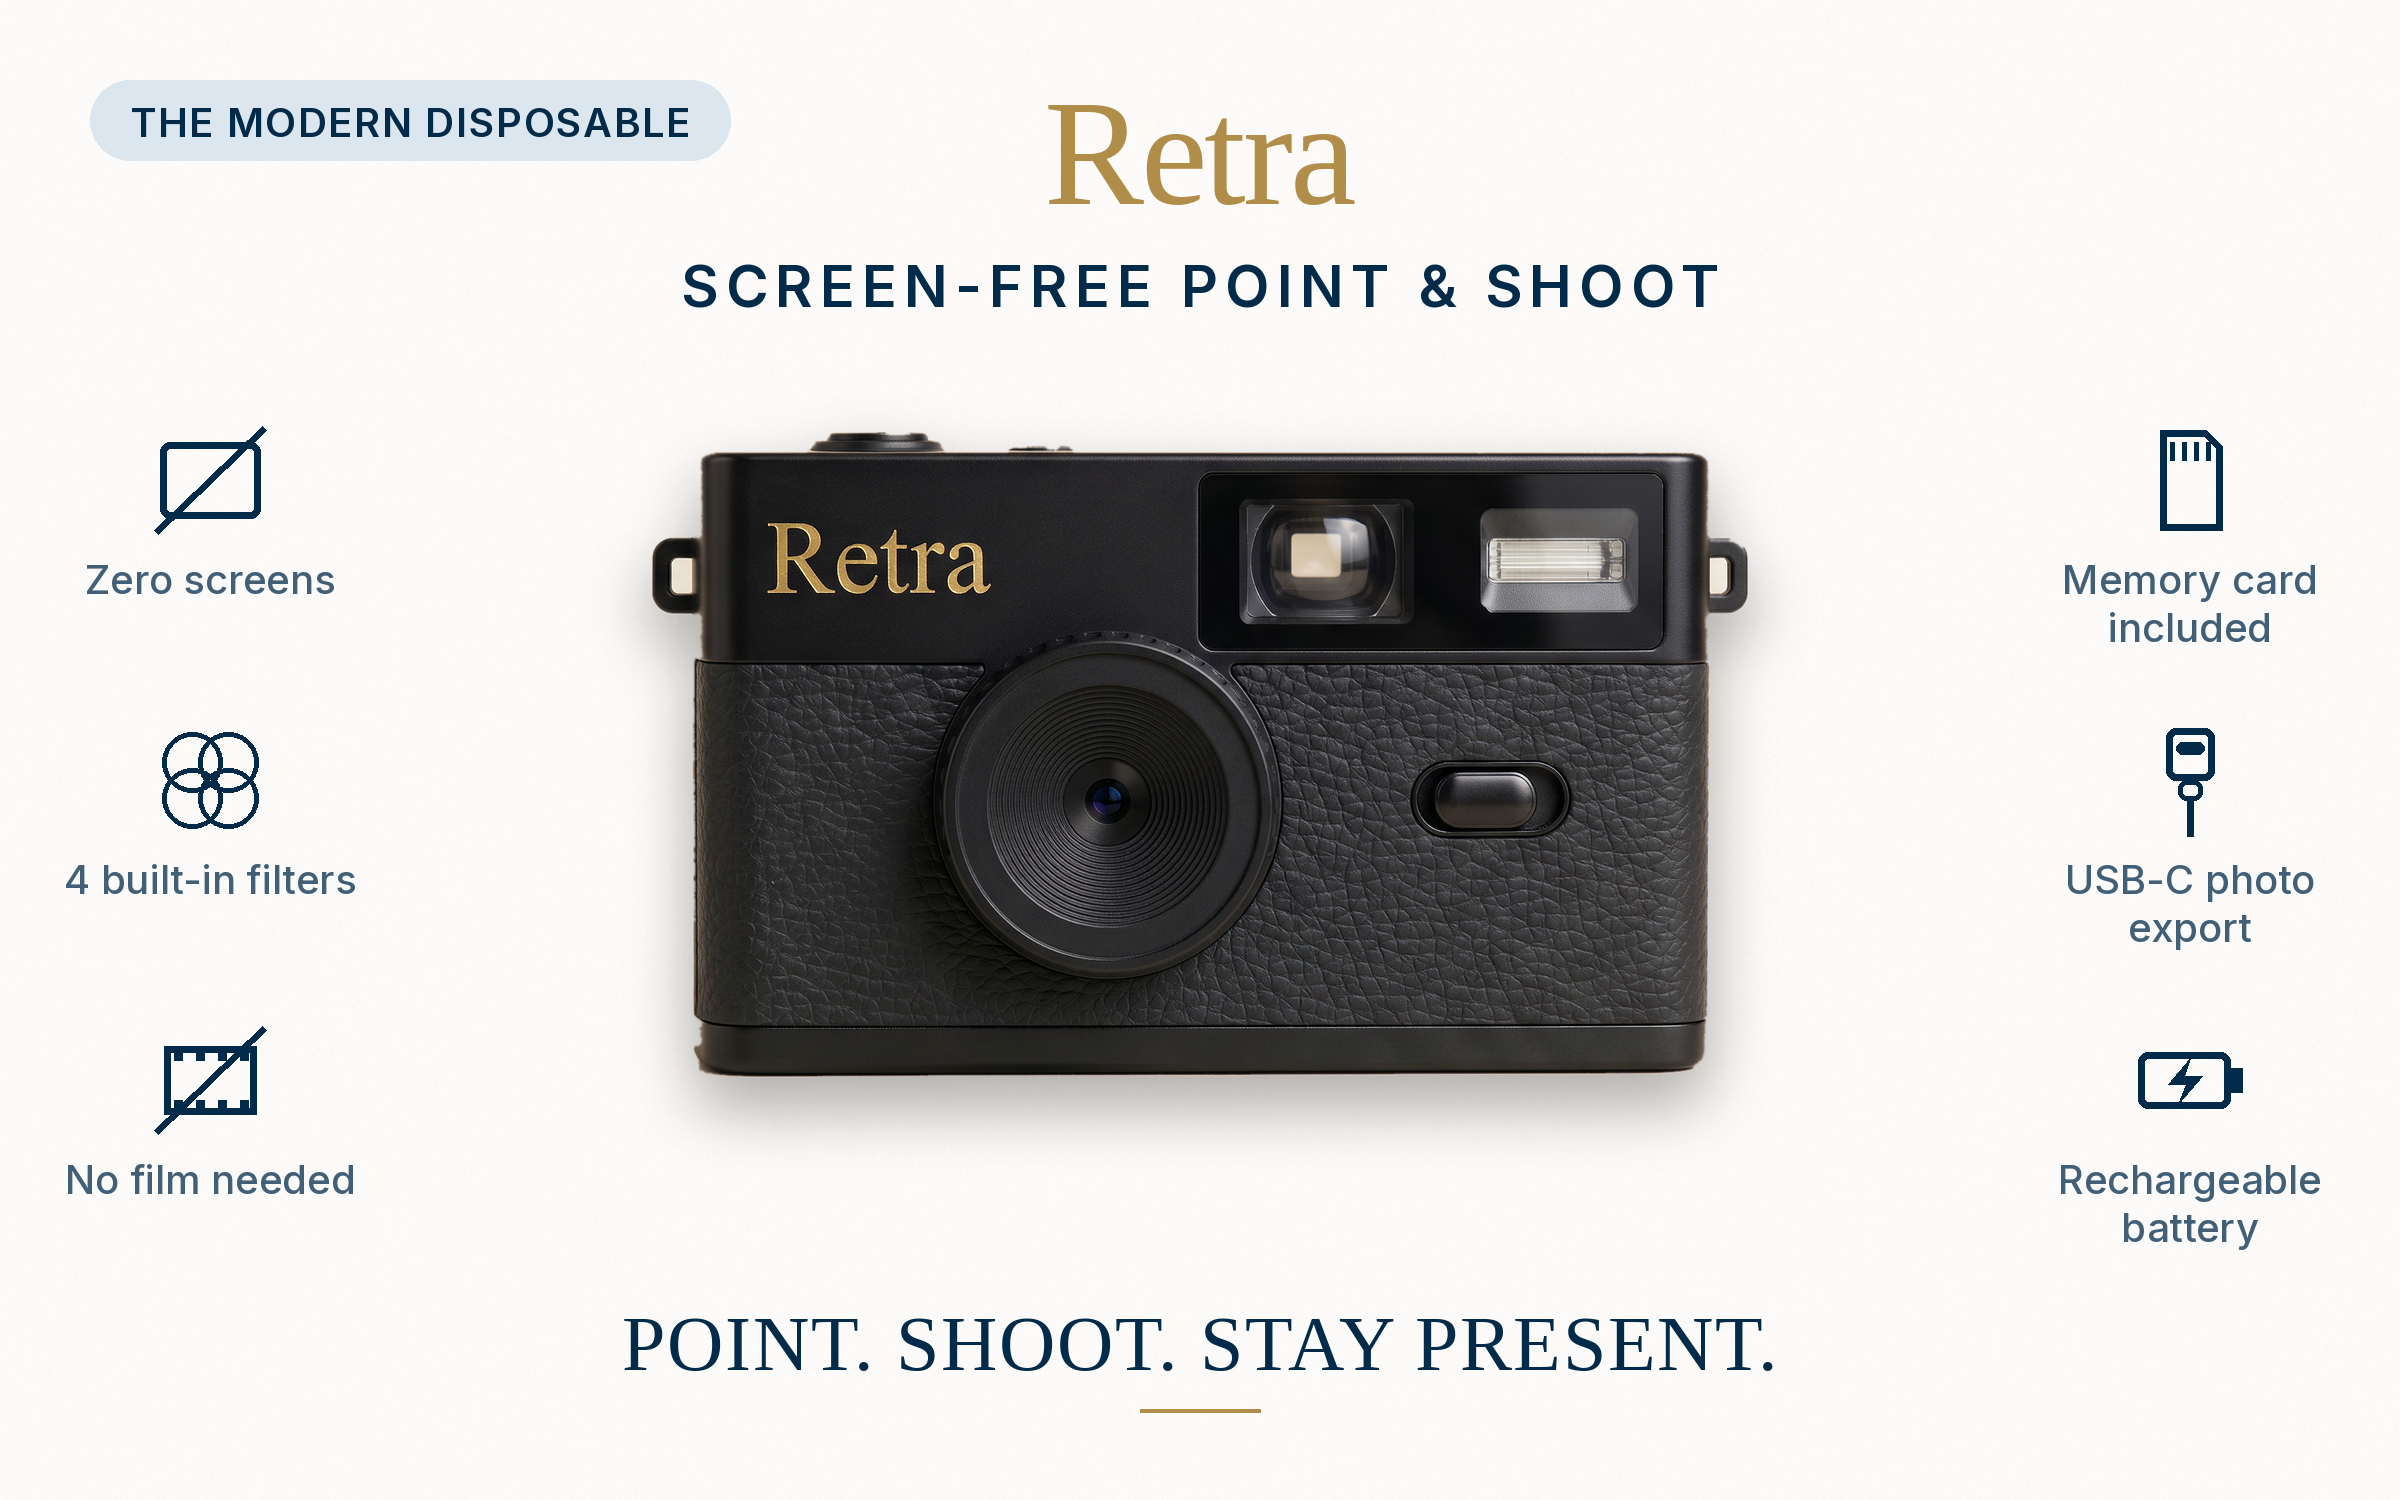 THE MODERN DISPOSABLE
Retra
SCREEN-FREE POINT & SHOOT
Retra
Zero screens
4 built-in filters
No film needed
Memory card
included
USB-C photo
export
Rechargeable
battery
POINT. SHOOT. STAY PRESENT.